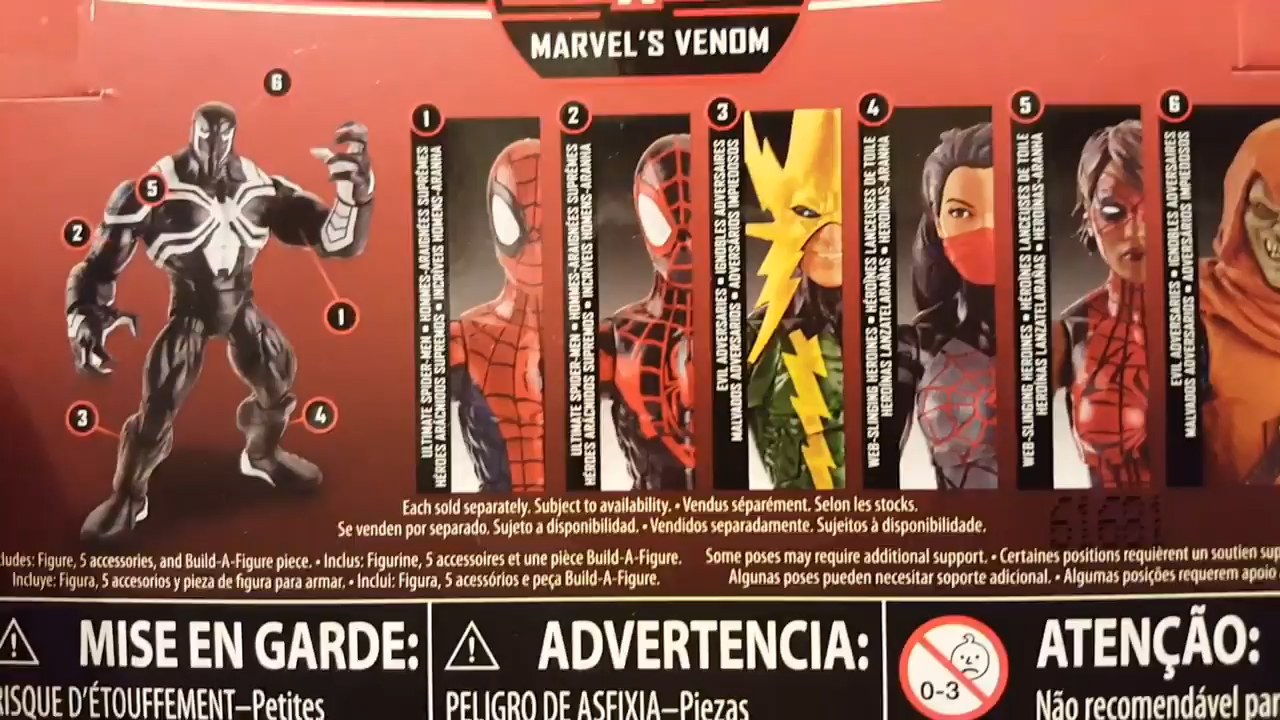 MARVEL'S VENOM
6
5
2
1
3
4
1
ULTIMATE SPIDER-MEN • HOMMES-ARAIGNÉES SUPRÊMES
HÉROES ARÁCNIDOS SUPREMOS • INCRÍVEIS HOMENS-ARANHA
2
ULTIMATE SPIDER-MEN • HOMMES-ARAIGNÉES SUPRÊMES
HÉROES ARÁCNIDOS SUPREMOS • INCRÍVEIS HOMENS-ARANHA
3
EVIL ADVERSARIES • IGNOBLES ADVERSAIRES
MALVADOS ADVERSARIOS • ADVERSÁRIOS IMPIEDOSOS
4
WEB-SLINGING HEROINES • HÉROÏNES LANCEUSES DE TOILE
HEROÍNAS LANZATELARAÑAS • HEROÍNAS-ARANHA
5
WEB-SLINGING HEROINES • HÉROÏNES LANCEUSES DE TOILE
HEROÍNAS LANZATELARAÑAS • HEROÍNAS-ARANHA
6
EVIL ADVERSARIES • IGNOBLES ADVERSAIRES
MALVADOS ADVERSARIOS • ADVERSÁRIOS IMPIEDOSOS
Each sold separately. Subject to availability. • Vendus séparément. Selon les stocks.
Se venden por separado. Sujeto a disponibilidad. • Vendidos separadamente. Sujeitos à disponibilidade.
61681
cludes: Figure, 5 accessories, and Build-A-Figure piece. • Inclus: Figurine, 5 accessoires et une pièce Build-A-Figure.
Incluye: Figura, 5 accesorios y pieza de figura para armar. • Inclui: Figura, 5 acessórios e peça Build-A-Figure.
Some poses may require additional support. • Certaines positions requièrent un soutien sup
Algunas poses pueden necesitar soporte adicional. • Algumas posições requerem apoio
MISE EN GARDE:
RISQUE D'ÉTOUFFEMENT–Petites
ADVERTENCIA:
PELIGRO DE ASFIXIA–Piezas
0-3
ATENÇÃO:
Não recomendável par